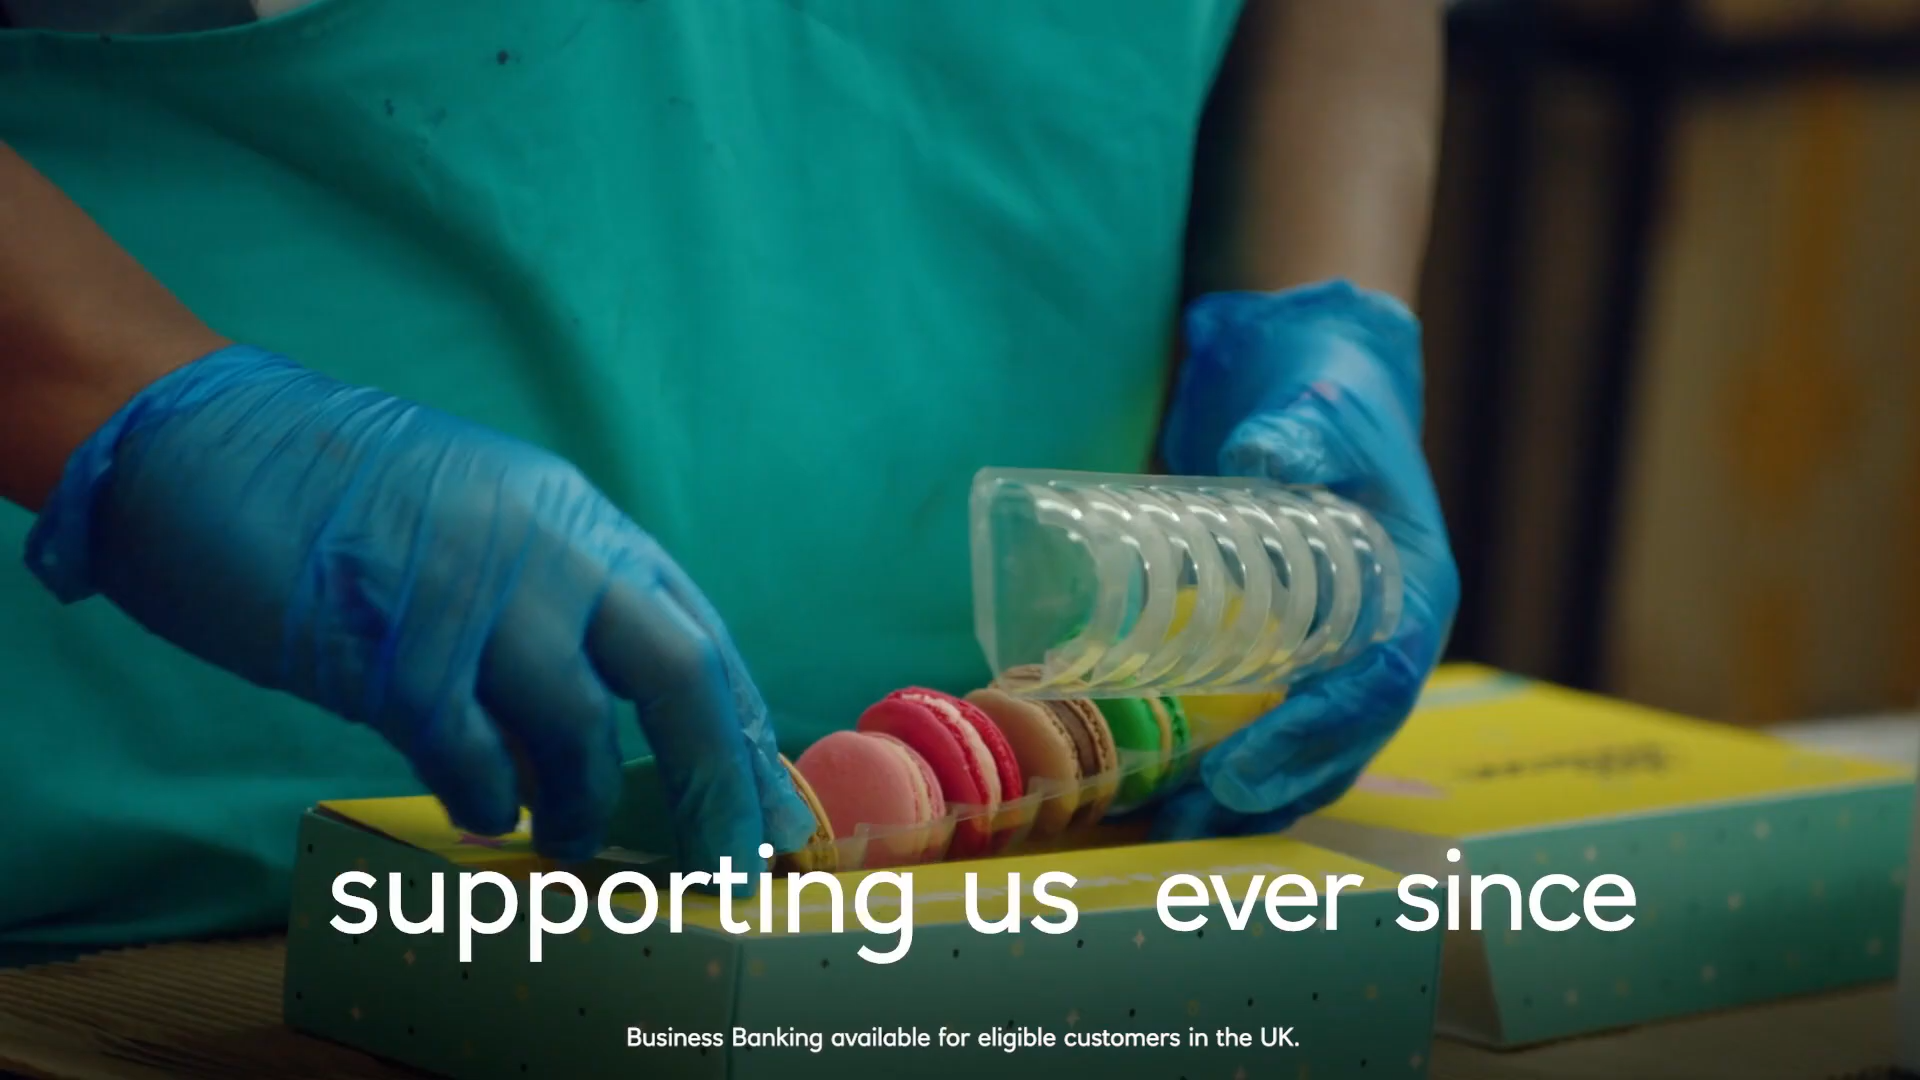 supporting us ever since
Business Banking available for eligible customers in the UK.